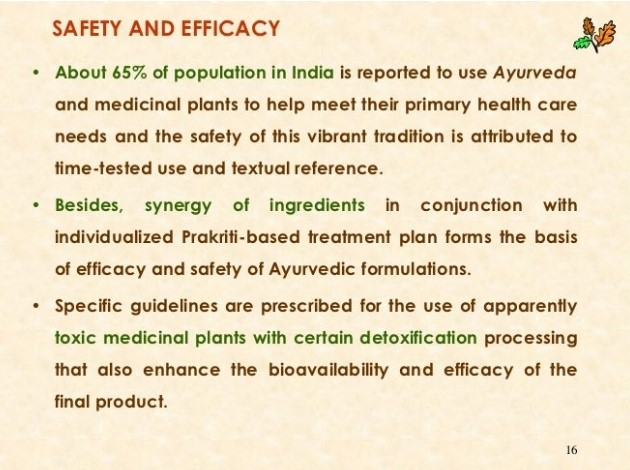 SAFETY AND EFFICACY
• About 65% of population in India is reported to use Ayurveda
and medicinal plants to help meet their primary health care
needs and the safety of this vibrant tradition is attributed to
time-tested use and textual reference.
• Besides, synergy of ingredients in conjunction with
individualized Prakriti-based treatment plan forms the basis
of efficacy and safety of Ayurvedic formulations.
• Specific guidelines are prescribed for the use of apparently
toxic medicinal plants with certain detoxification processing
that also enhance the bioavailability and efficacy of the
final product.
16